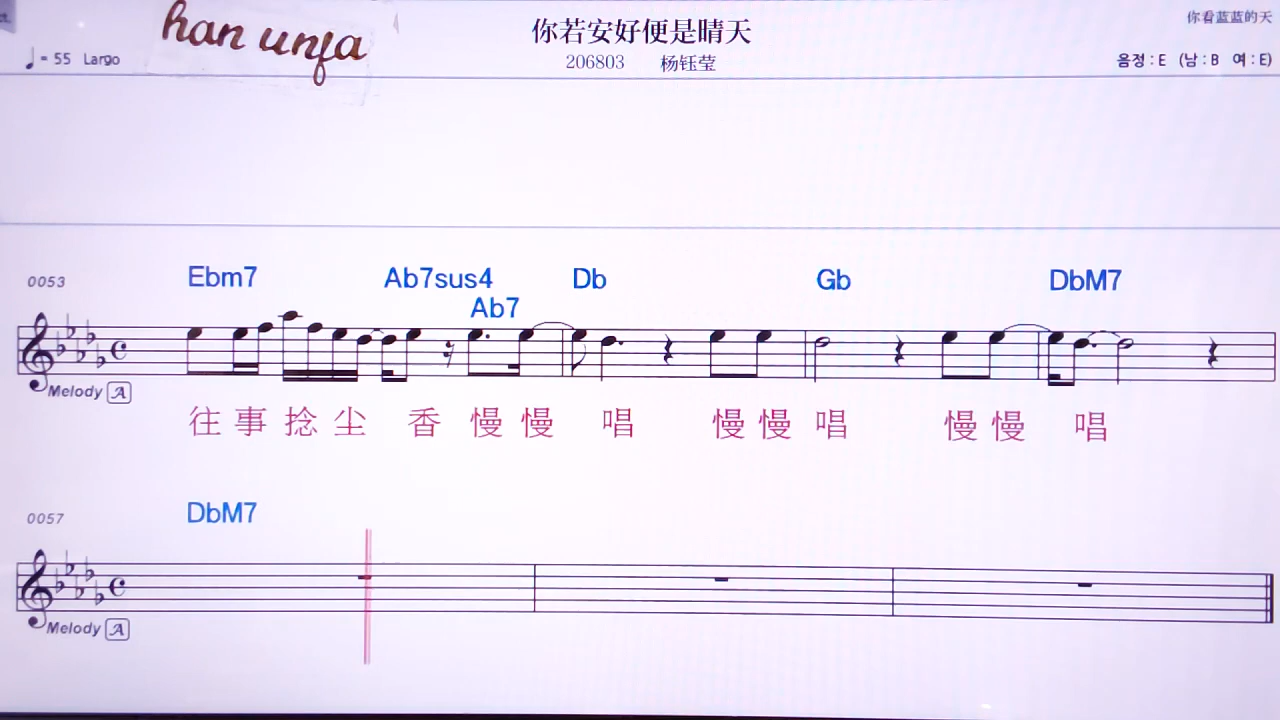 han unfa
你若安好便是晴天
你看蓝蓝的天
= 55 Largo
206803 杨钰莹
음정 : E (남 : B 여 : E)
0053 Ebm7 Ab7sus4 Db Gb DbM7
Ab7
Melody A
往 事 捻 尘 香 慢 慢 唱 慢 慢 唱 慢 慢 唱
0057 DbM7
Melody A